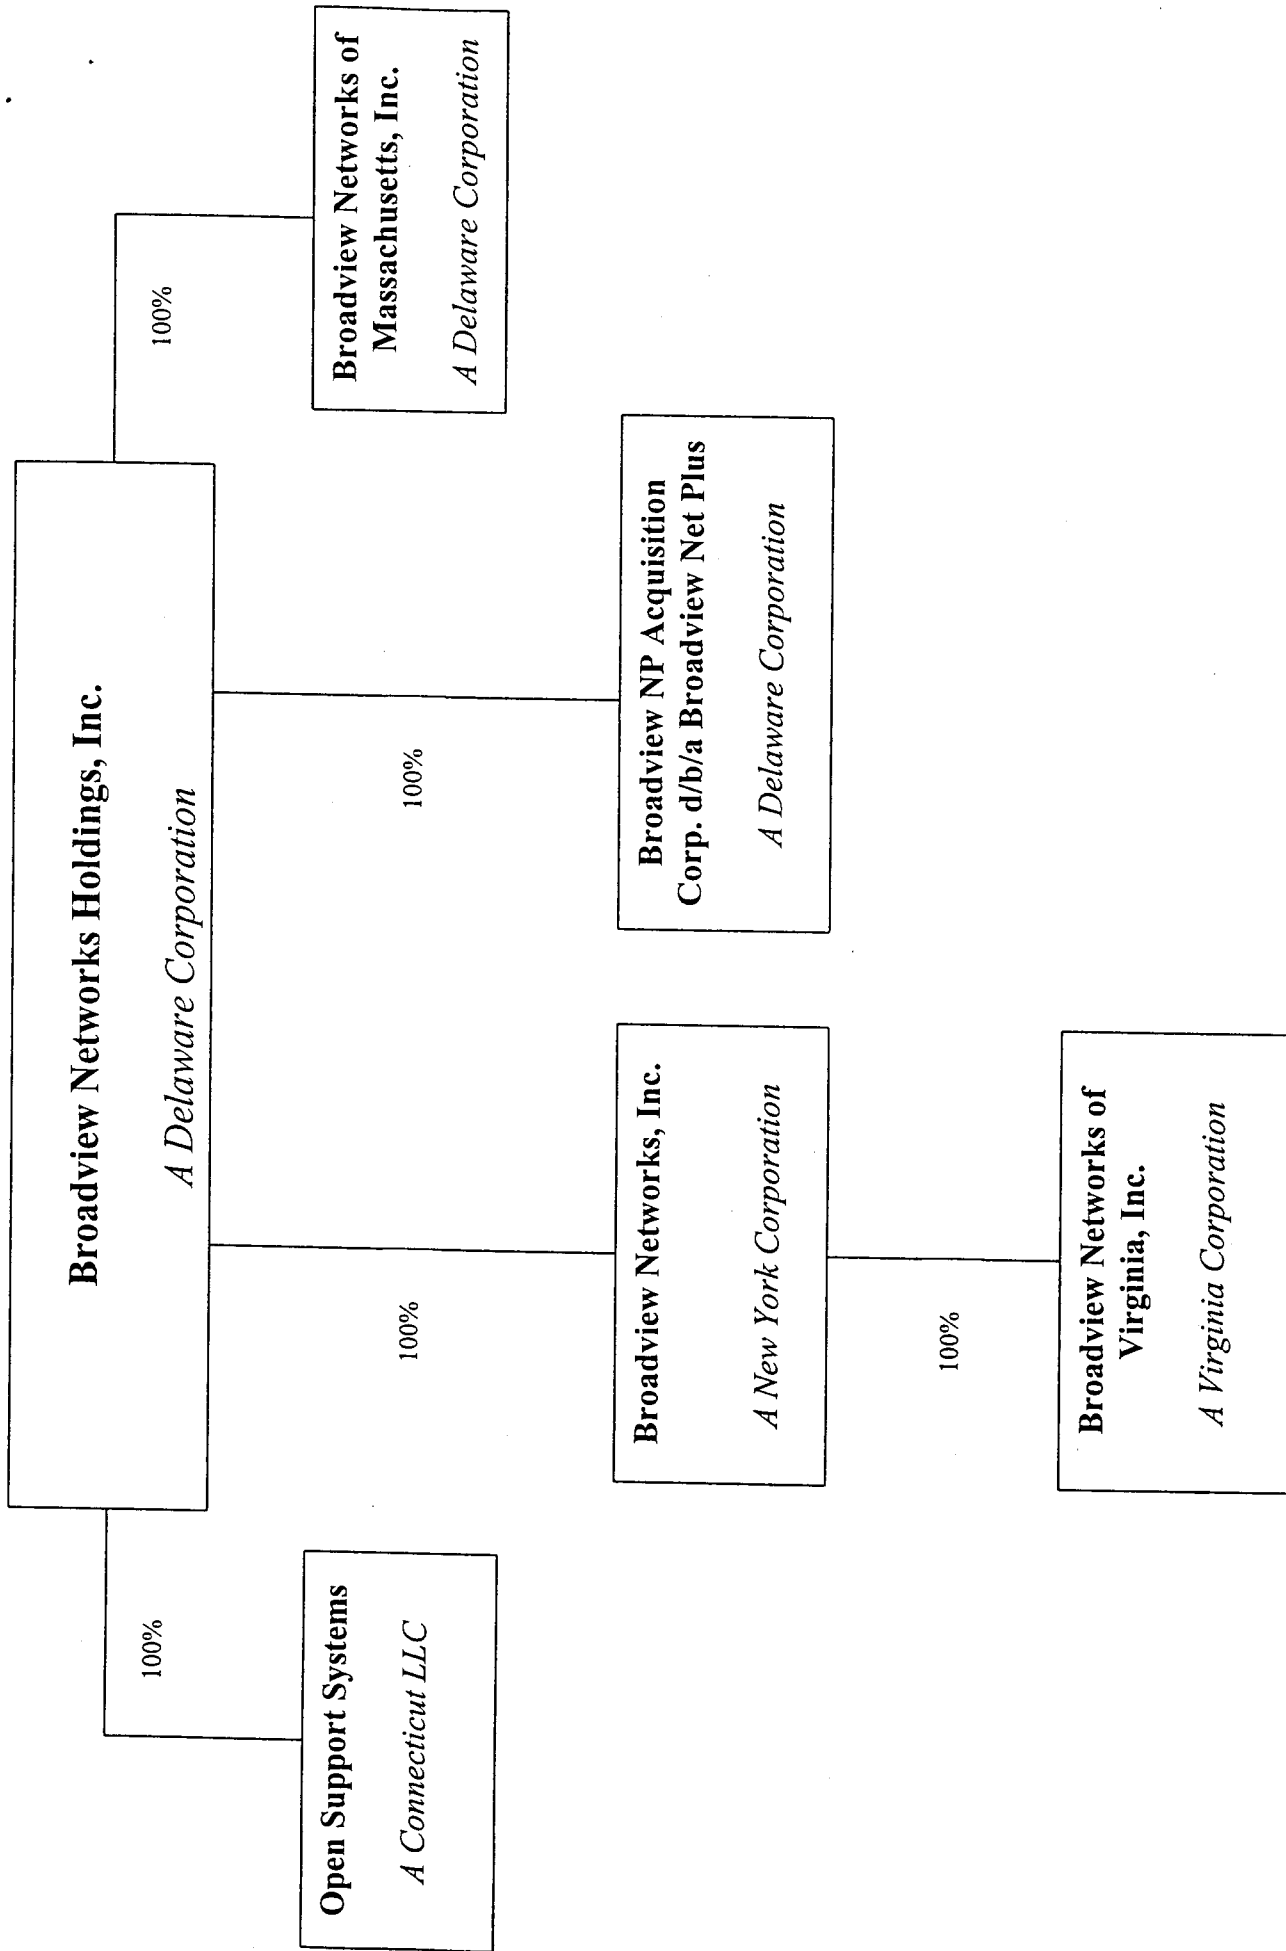 Broadview Networks Holdings, Inc.
A Delaware Corporation
100%
100%
100%
100%
Open Support Systems
A Connecticut LLC
Broadview Networks, Inc.
A New York Corporation
Broadview NP Acquisition
Corp. d/b/a Broadview Net Plus
A Delaware Corporation
Broadview Networks of
Massachusetts, Inc.
A Delaware Corporation
100%
Broadview Networks of
Virginia, Inc.
A Virginia Corporation